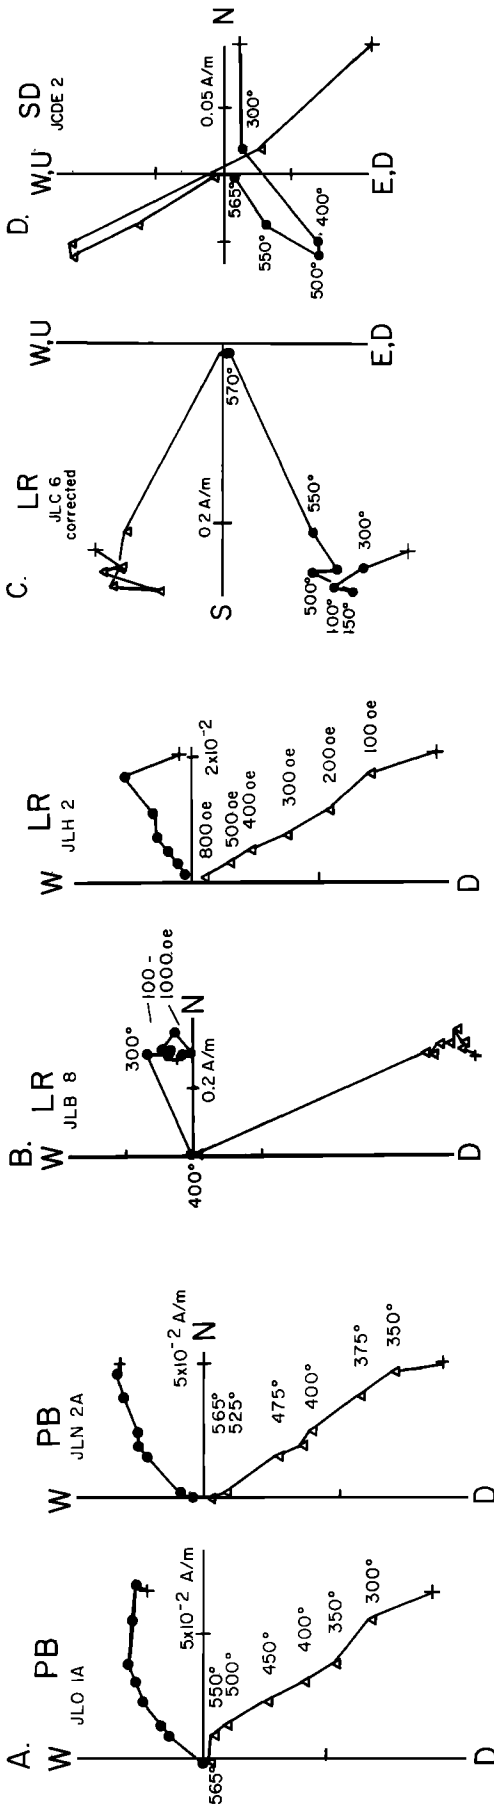 A.
PB
JLO 1A
W
5x10⁻² A/m
565°
550°
500°
450°
400°
350°
300°
D
PB
JLN 2A
W
5x10⁻² A/m
N
565°
525°
475°
400°
375°
350°
D
B.
LR
JLB 8
W
300°
100-
1000 oe
N
0.2 A/m
400°
D
LR
JLH 2
W
2x10⁻²
800 oe
500 oe
400 oe
300 oe
200 oe
100 oe
D
C.
LR
JLC 6
corrected
W,U
S
0.2 A/m
570°
550°
500°
100°
150°
300°
E,D
D.
SD
JCDE 2
W,U
N
0.05 A/m
300°
565°
550°
400°
500°
E,D